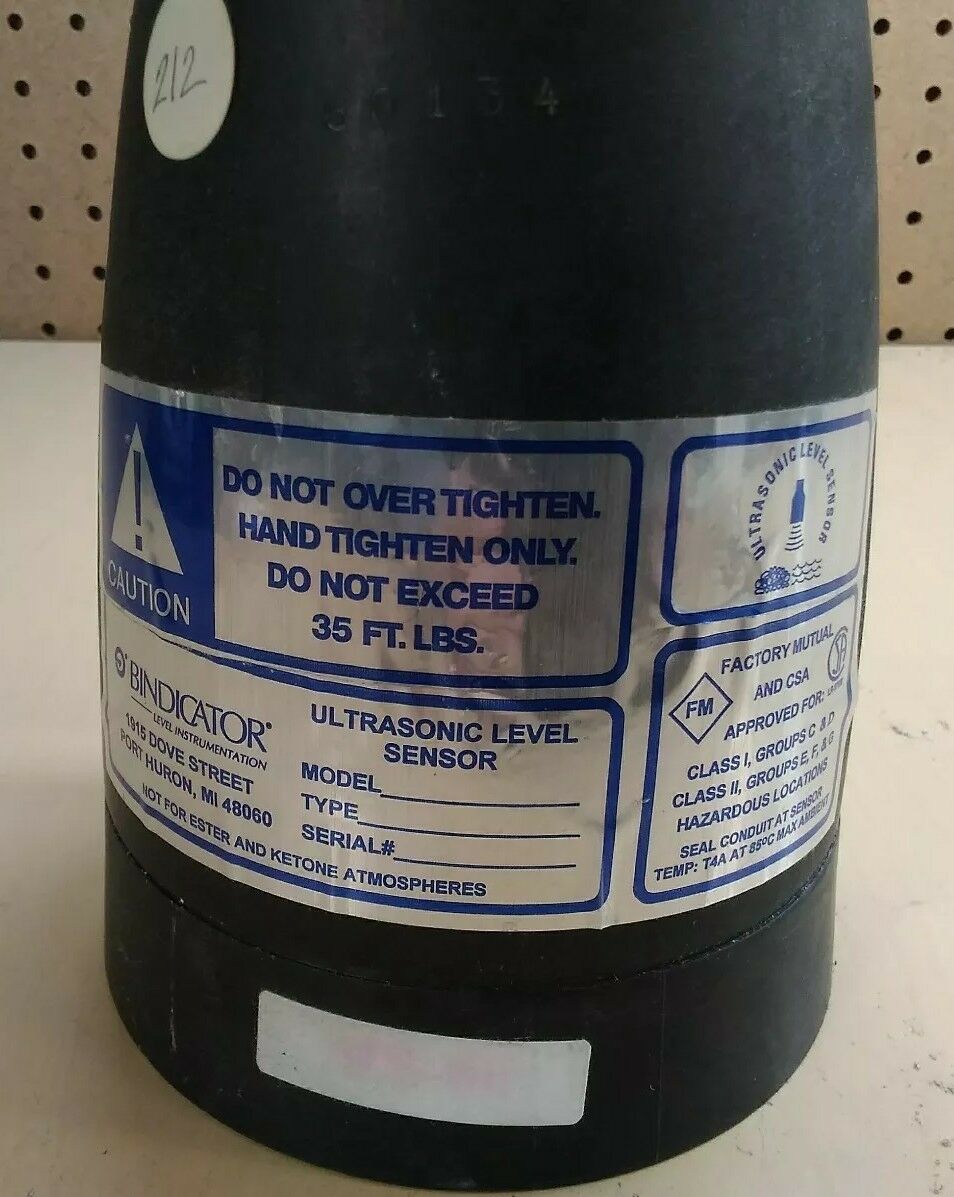 212
134
CAUTION
DO NOT OVER TIGHTEN.
HAND TIGHTEN ONLY.
DO NOT EXCEED
35 FT. LBS.
ULTRASONIC LEVEL SENSOR
BINDICATOR®
LEVEL INSTRUMENTATION
1915 DOVE STREET
PORT HURON, MI 48060
NOT FOR ESTER AND KETONE ATMOSPHERES
ULTRASONIC LEVEL
SENSOR
MODEL
TYPE
SERIAL#
FM
FACTORY MUTUAL
AND CSA
APPROVED FOR:
CLASS I, GROUPS C & D
CLASS II, GROUPS E, F, & G
HAZARDOUS LOCATIONS
SEAL CONDUIT AT SENSOR
TEMP: T4A AT 85ºC MAX AMBIENT